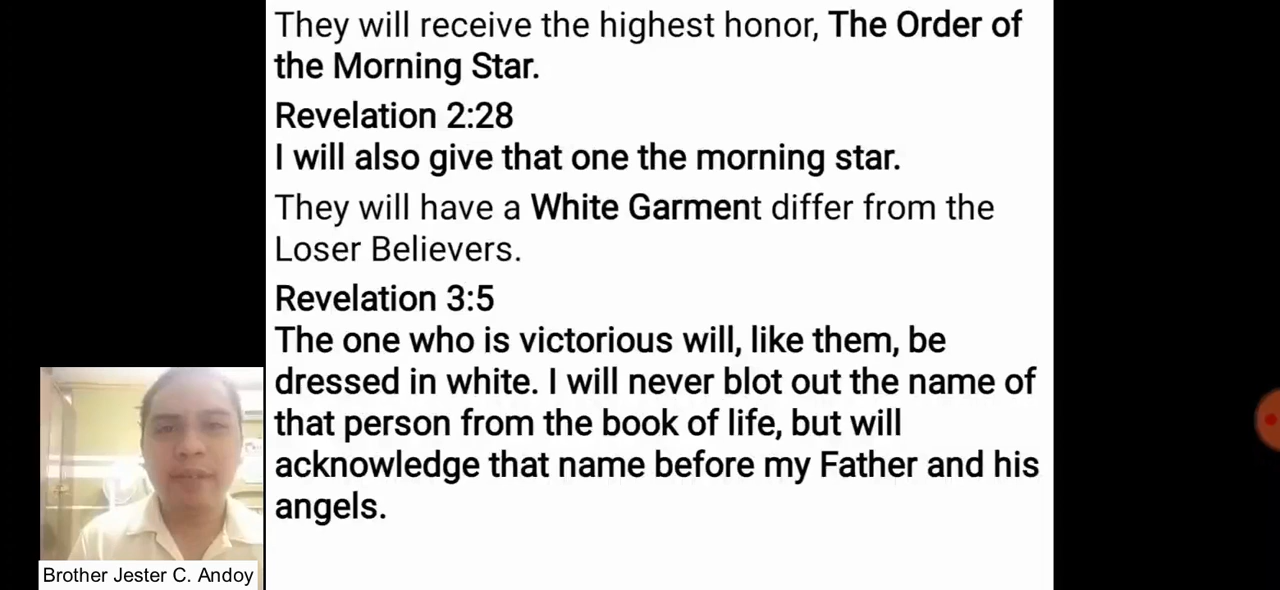 They will receive the highest honor, The Order of
the Morning Star.
Revelation 2:28
I will also give that one the morning star.
They will have a White Garment differ from the
Loser Believers.
Revelation 3:5
The one who is victorious will, like them, be
dressed in white. I will never blot out the name of
that person from the book of life, but will
acknowledge that name before my Father and his
angels.
Brother Jester C. Andoy